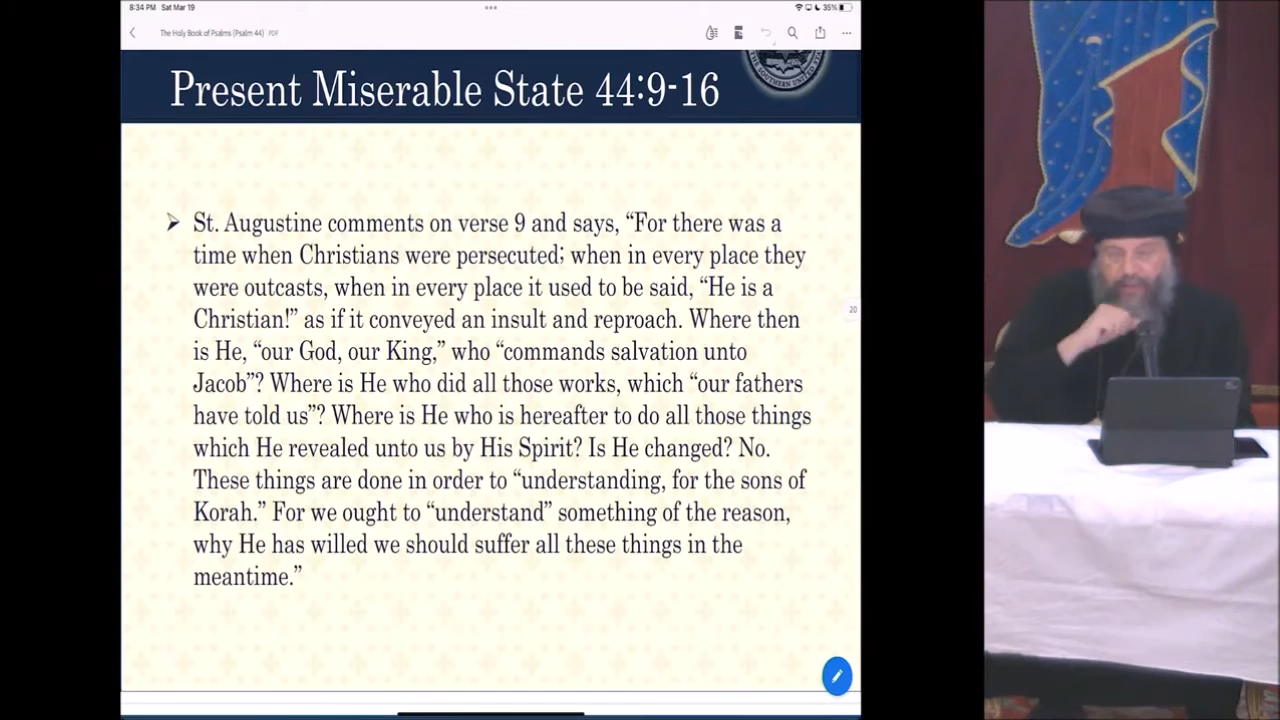 8:34 PM Sat Mar 19
35%
The Holy Book of Psalms (Psalm 44) PDF
THE SOUTHERN UNITED STATES
Present Miserable State 44:9-16
➢ St. Augustine comments on verse 9 and says, “For there was a
time when Christians were persecuted; when in every place they
were outcasts, when in every place it used to be said, “He is a
Christian!” as if it conveyed an insult and reproach. Where then
is He, “our God, our King,” who “commands salvation unto
Jacob”? Where is He who did all those works, which “our fathers
have told us”? Where is He who is hereafter to do all those things
which He revealed unto us by His Spirit? Is He changed? No.
These things are done in order to “understanding, for the sons of
Korah.” For we ought to “understand” something of the reason,
why He has willed we should suffer all these things in the
meantime.”
20